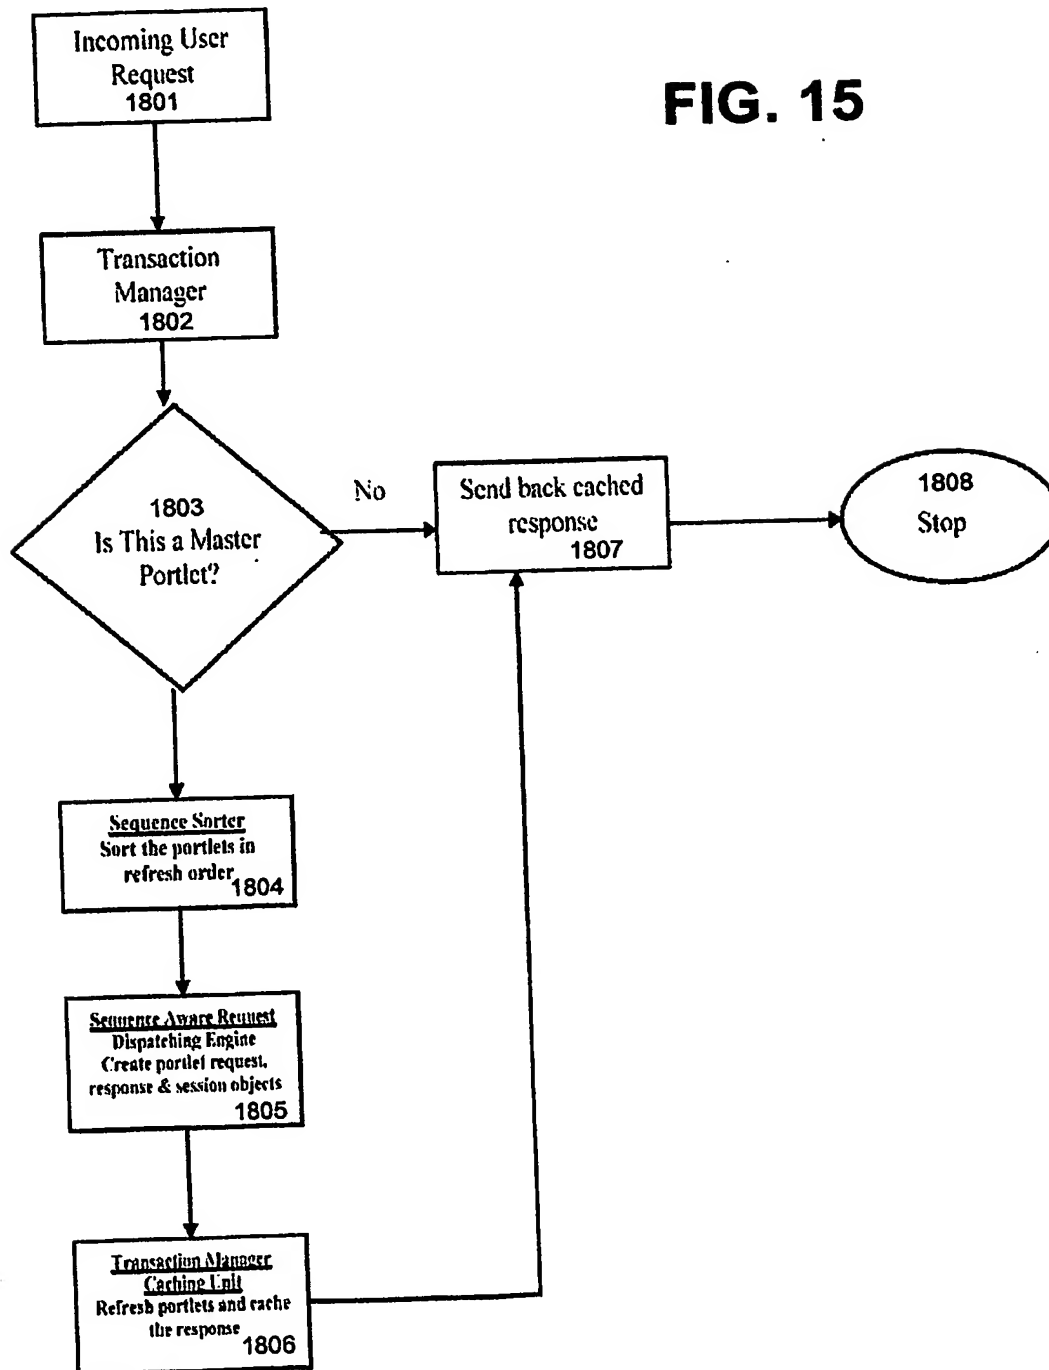 Incoming User
Request
1801
FIG. 15
Transaction
Manager
1802
1803
Is This a Master
Portlet?
No
Send back cached
response
1807
1808
Stop
Sequence Sorter
Sort the portlets in
refresh order
1804
Sequence Aware Request
Dispatching Engine
Create portlet request,
response & session objects
1805
Transaction Manager
Caching Unit
Refresh portlets and cache
the response
1806